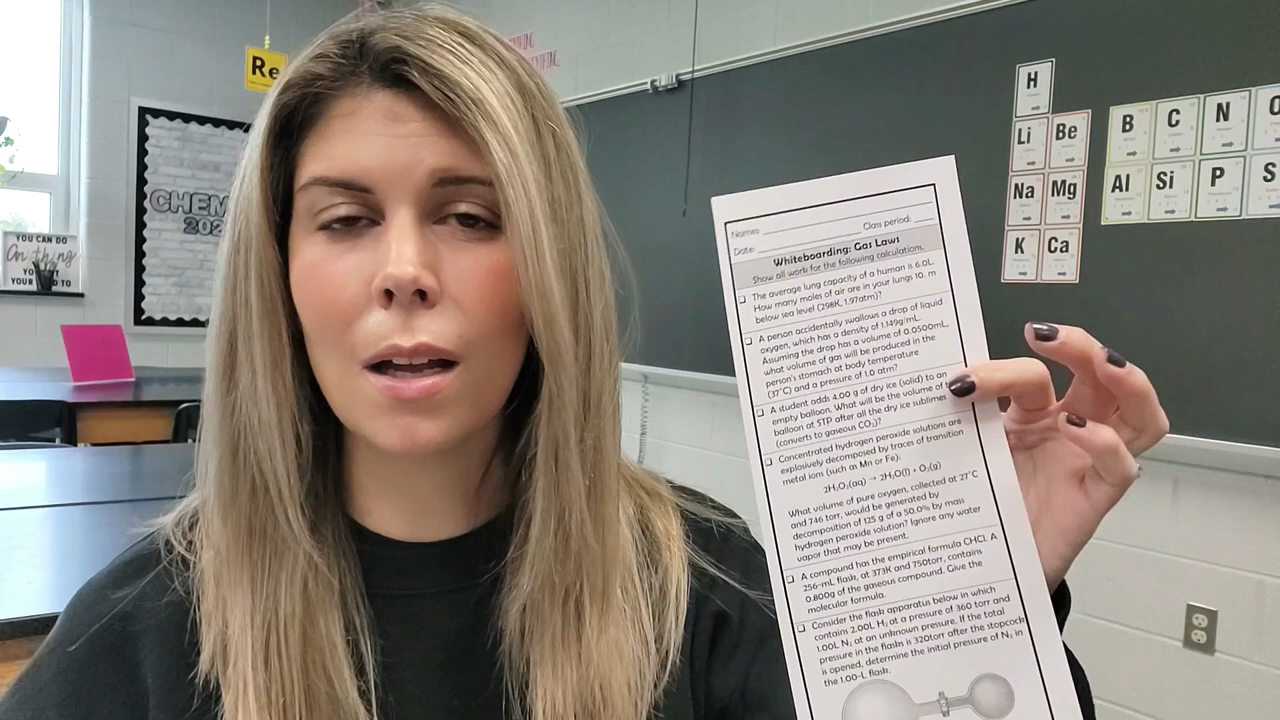 Re
CHEM
202
YOU CAN DO
Anything
YOU
YOUR TO
H
Li Be
Na Mg
K Ca
B C N O
Al Si P S
Names: Class period:
Date:
Whiteboarding: Gas Laws
Show all work for the following calculations.
The average lung capacity of a human is 6.0L.
How many moles of air are in your lungs 10. m
below sea level (298K, 1.97atm)?
A person accidentally swallows a drop of liquid
oxygen, which has a density of 1.149g/mL.
Assuming the drop has a volume of 0.0500mL,
what volume of gas will be produced in the
person's stomach at body temperature
(37°C) and a pressure of 1.0 atm?
A student adds 4.00 g of dry ice (solid) to an
empty balloon. What will be the volume of
balloon at STP after all the dry ice sublimes
(converts to gaseous CO₂)?
Concentrated hydrogen peroxide solutions are
explosively decomposed by traces of transition
metal ions (such as Mn or Fe):
2H₂O₂(aq) → 2H₂O(l) + O₂(g)
What volume of pure oxygen, collected at 27°C
and 746 torr, would be generated by
decomposition of 125 g of a 50.0% by mass
hydrogen peroxide solution? Ignore any water
vapor that may be present.
A compound has the empirical formula CHCl. A
256-mL flask, at 373K and 750torr, contains
0.800g of the gaseous compound. Give the
molecular formula.
Consider the flask apparatus below in which
contains 2.00L H₂ at a pressure of 360 torr and
1.00L N₂ at an unknown pressure. If the total
pressure in the flasks is 320torr after the stopcock
is opened, determine the initial pressure of N₂ in
the 1.00-L flask.